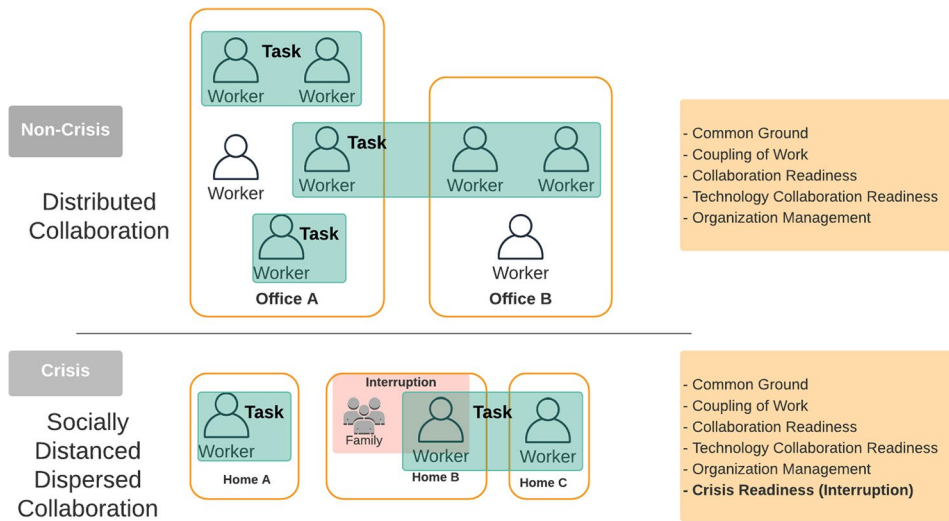 Non-Crisis
Distributed
Collaboration
Task
Worker
Worker
Worker
Task
Worker
Worker
Worker
Task
Worker
Worker
Office A
Office B
- Common Ground
- Coupling of Work
- Collaboration Readiness
- Technology Collaboration Readiness
- Organization Management
Crisis
Socially
Distanced
Dispersed
Collaboration
Task
Worker
Home A
Interruption
Family
Task
Worker
Worker
Home B
Home C
- Common Ground
- Coupling of Work
- Collaboration Readiness
- Technology Collaboration Readiness
- Organization Management
- Crisis Readiness (Interruption)